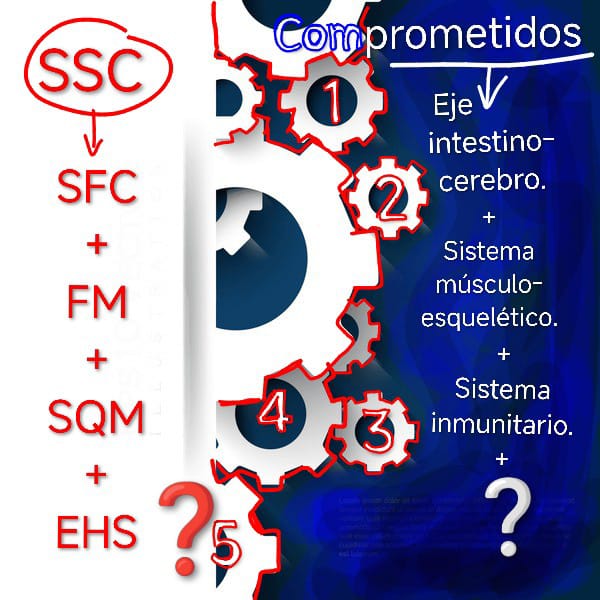 SSC
SFC
+
FM
+
SQM
+
EHS
❓
1
2
3
4
5
Comprometidos
Eje
intestino-
cerebro.
+
Sistema
músculo-
esquelético.
+
Sistema
inmunitario.
+
❔